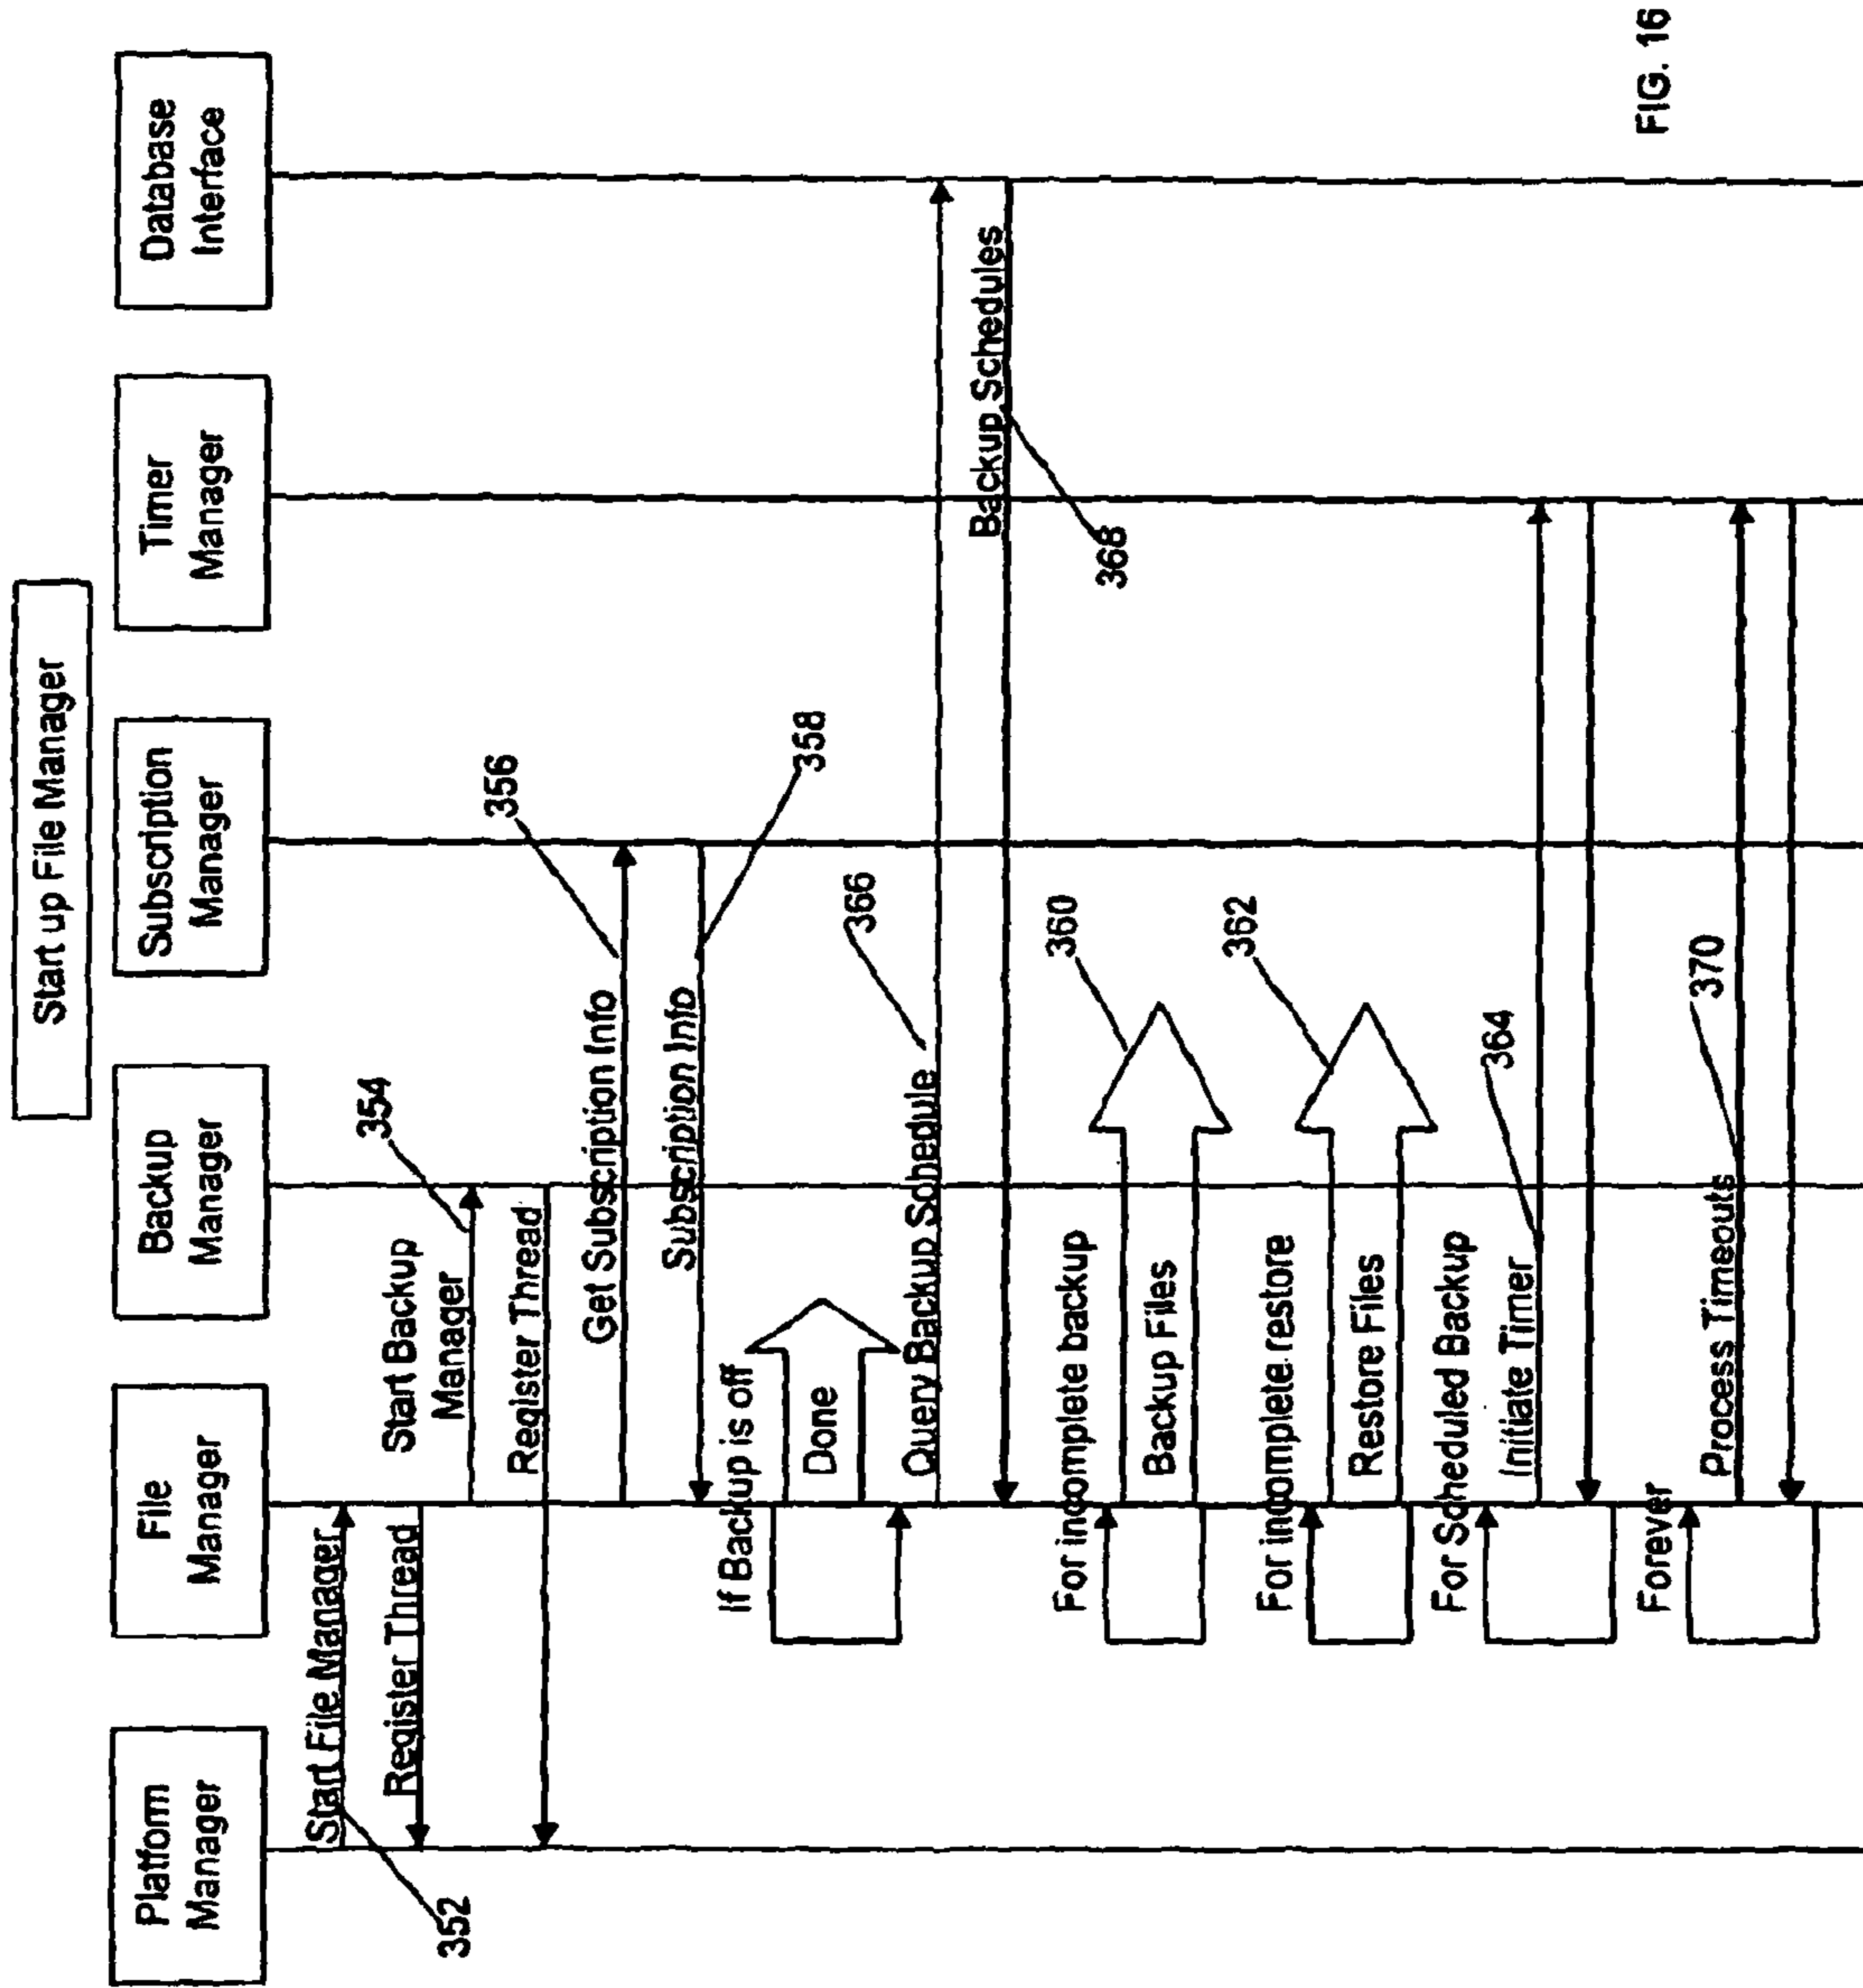 Start up File Manager
Platform
Manager
File
Manager
Backup
Manager
Subscription
Manager
Timer
Manager
Database
Interface
Start File Manager
352
Register Thread
Start Backup
Manager
354
Register Thread
Get Subscription Info
356
Subscription Info
358
If Backup is off
Done
Query Backup Schedule
366
Backup Schedules
368
For incomplete backup
Backup Files
360
For incomplete restore
Restore Files
362
For Scheduled Backup
Initiate Timer
364
Forever
Process Timeouts
370
FIG. 16